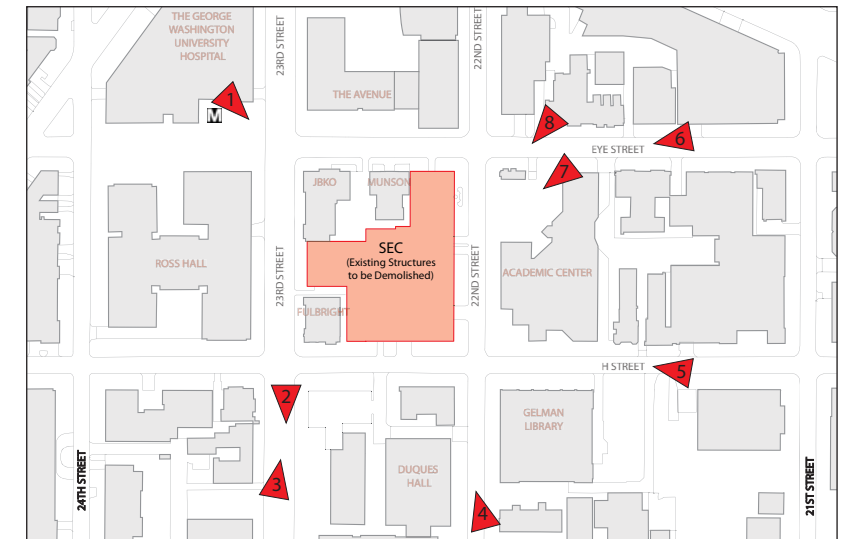 THE GEORGE
WASHINGTON
UNIVERSITY
HOSPITAL
23RD STREET
22ND STREET
THE AVENUE
1
M
8
6
EYE STREET
7
JBKO
MUNSON
SEC
(Existing Structures
to be Demolished)
ROSS HALL
23RD STREET
22ND STREET
ACADEMIC CENTER
FULBRIGHT
H STREET
5
2
GELMAN
LIBRARY
24TH STREET
3
DUQUES
HALL
21ST STREET
4